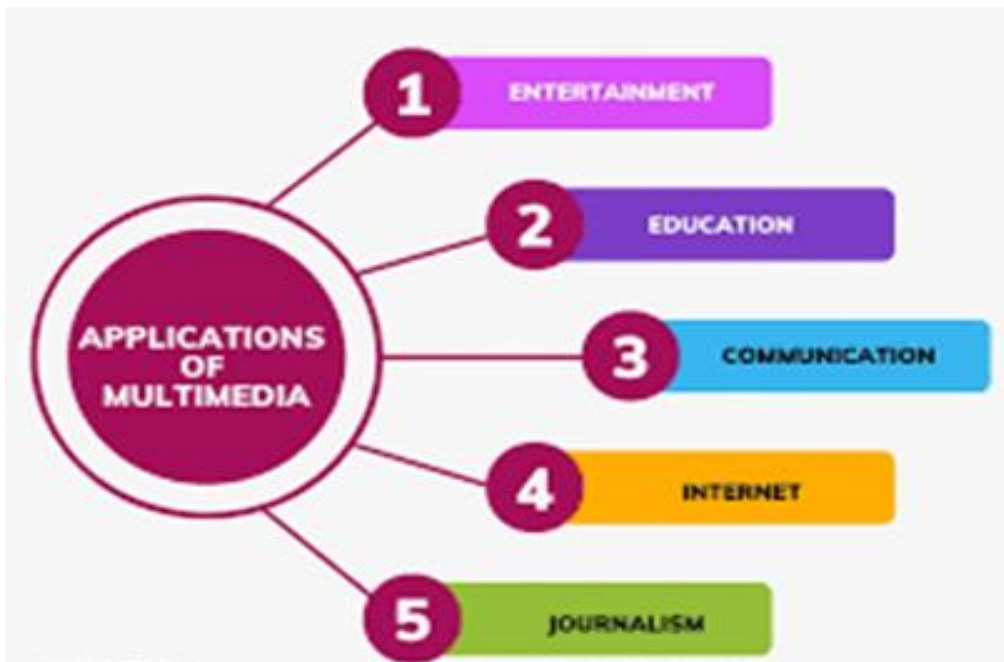 APPLICATIONS
OF
MULTIMEDIA
1 ENTERTAINMENT
2 EDUCATION
3 COMMUNICATION
4 INTERNET
5 JOURNALISM